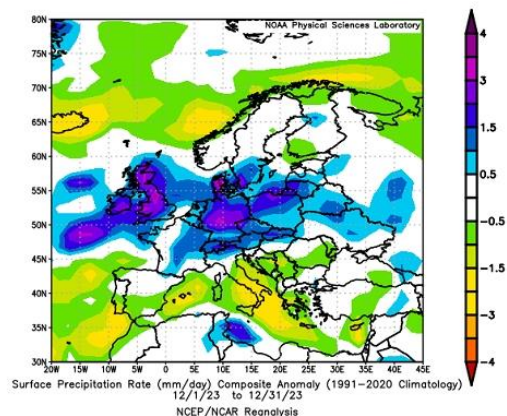 NOAA Physical Sciences Laboratory
80N
75N
70N
65N
60N
55N
50N
45N
40N
35N
30N
20W 15W 10W 5W 0 5E 10E 15E 20E 25E 30E 35E 40E 45E
4
3
1.5
0.5
-0.5
-1.5
-3
-4
Surface Precipitation Rate (mm/day) Composite Anomaly (1991-2020 Climatology)
12/1/23 to 12/31/23
NCEP/NCAR Reanalysis